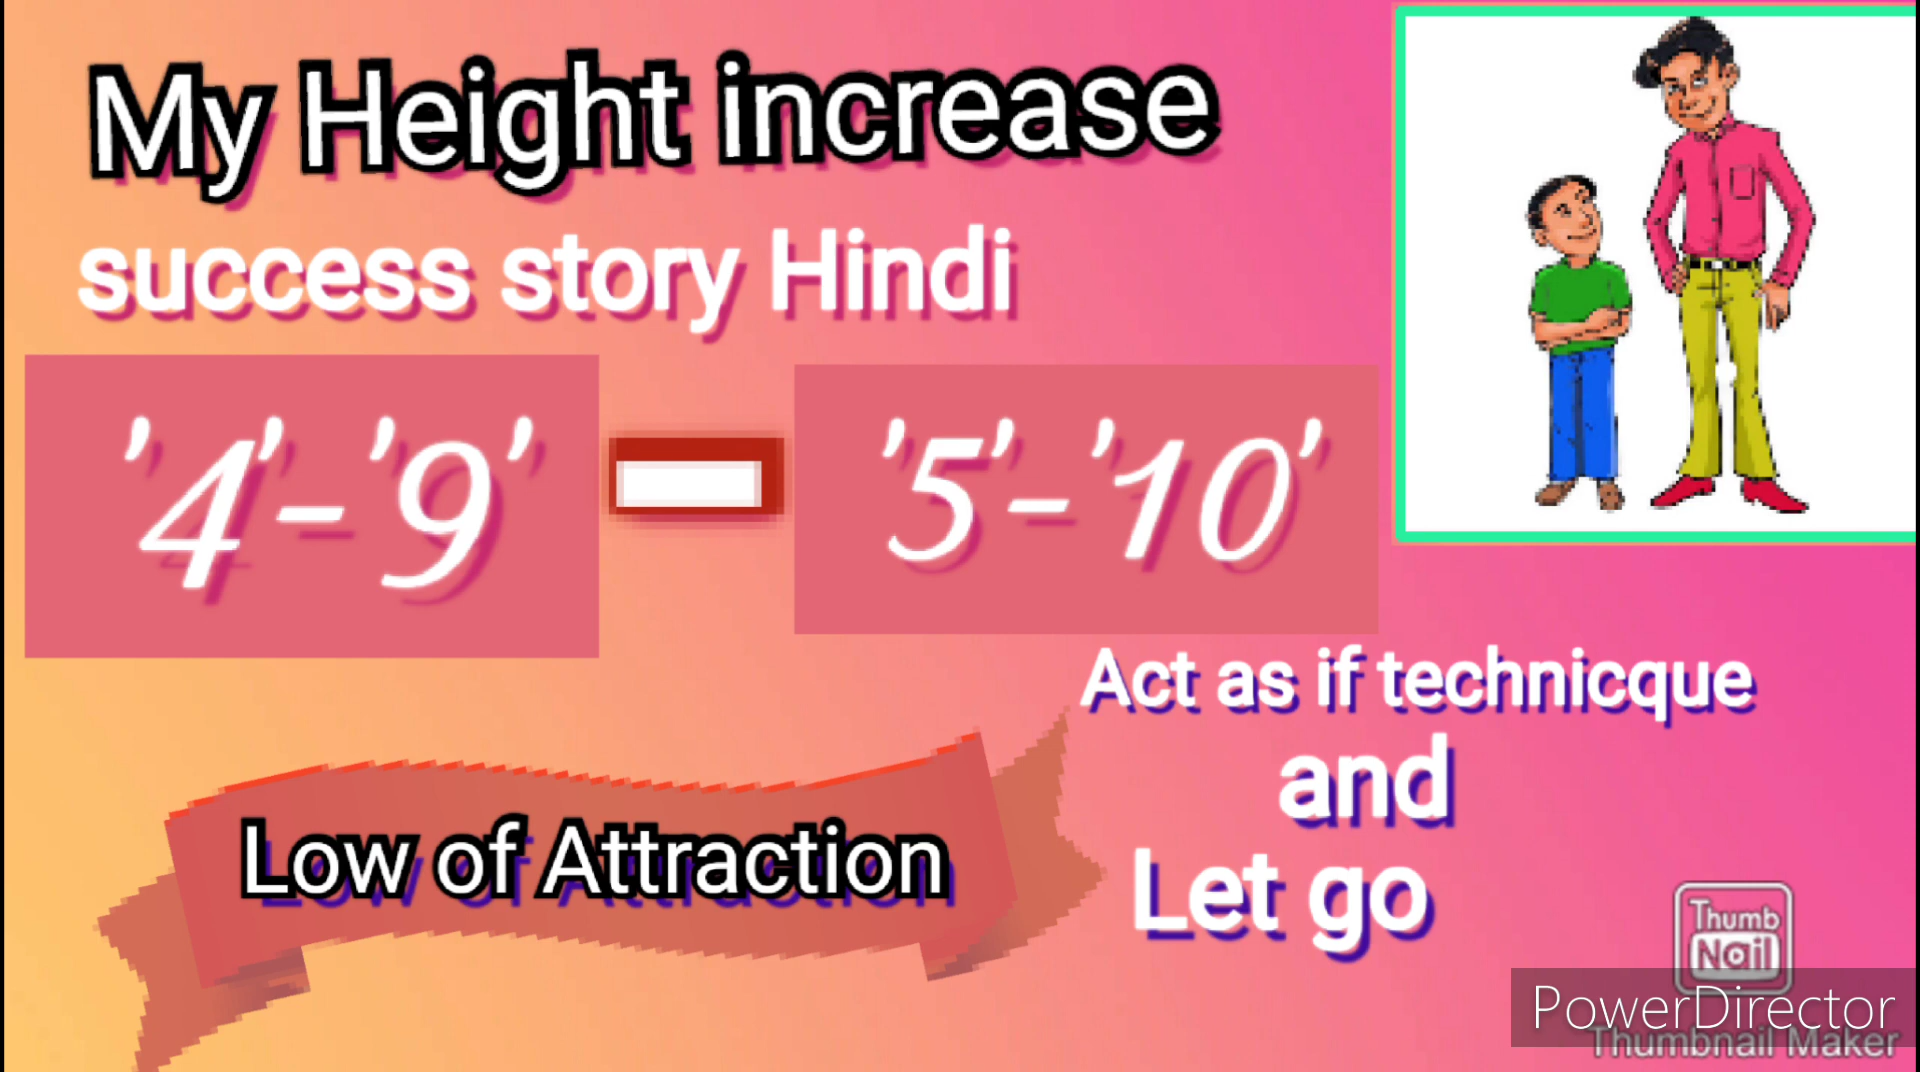 My Height increase
success story Hindi
'4'-'9' - '5'-'10'
Act as if technicque
and
Let go
Low of Attraction
Thumb
Nail
PowerDirector
Thumbnail Maker